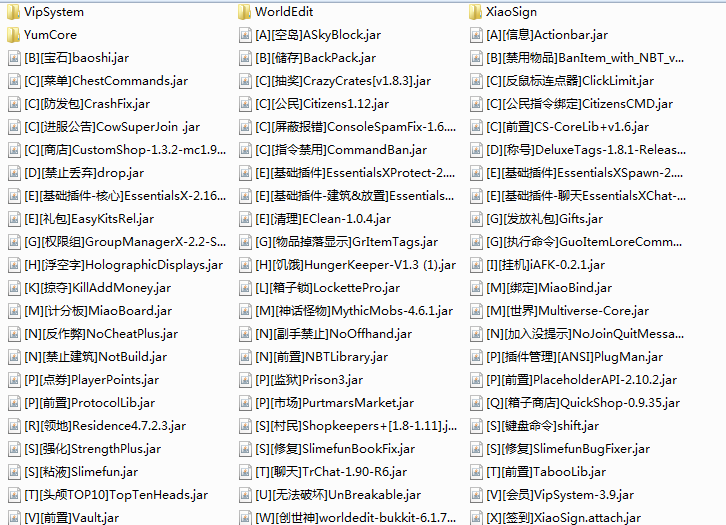 VipSystem WorldEdit XiaoSign
YumCore [A][空岛]ASkyBlock.jar [A][信息]Actionbar.jar
[B][宝石]baoshi.jar [B][储存]BackPack.jar [B][禁用物品]BanItem_with_NBT_v...
[C][菜单]ChestCommands.jar [C][抽奖]CrazyCrates[v1.8.3].jar [C][反鼠标连点器]ClickLimit.jar
[C][防发包]CrashFix.jar [C][公民]Citizens1.12.jar [C][公民指令绑定]CitizensCMD.jar
[C][进服公告]CowSuperJoin .jar [C][屏蔽报错]ConsoleSpamFix-1.6.... [C][前置]CS-CoreLib+v1.6.jar
[C][商店]CustomShop-1.3.2-mc1.9... [C][指令禁用]CommandBan.jar [D][称号]DeluxeTags-1.8.1-Releas...
[D][禁止丢弃]drop.jar [E][基础插件]EssentialsXProtect-2.... [E][基础插件]EssentialsXSpawn-2....
[E][基础插件-核心]EssentialsX-2.16... [E][基础插件-建筑&放置]Essentials... [E][基础插件-聊天EssentialsXChat-...
[E][礼包]EasyKitsRel.jar [E][清理]EClean-1.0.4.jar [G][发放礼包]Gifts.jar
[G][权限组]GroupManagerX-2.2-S... [G][物品掉落显示]GrItemTags.jar [G][执行命令]GuoItemLoreComm...
[H][浮空字]HolographicDisplays.jar [H][饥饿]HungerKeeper-V1.3 (1).jar [I][挂机]iAFK-0.2.1.jar
[K][掠夺]KillAddMoney.jar [L][箱子锁]LockettePro.jar [M][绑定]MiaoBind.jar
[M][计分板]MiaoBoard.jar [M][神话怪物]MythicMobs-4.6.1.jar [M][世界]Multiverse-Core.jar
[N][反作弊]NoCheatPlus.jar [N][副手禁止]NoOffhand.jar [N][加入没提示]NoJoinQuitMessa...
[N][禁止建筑]NotBuild.jar [N][前置]NBTLibrary.jar [P][插件管理][ANSI]PlugMan.jar
[P][点券]PlayerPoints.jar [P][监狱]Prison3.jar [P][前置]PlaceholderAPI-2.10.2.jar
[P][前置]ProtocolLib.jar [P][市场]PurtmarsMarket.jar [Q][箱子商店]QuickShop-0.9.35.jar
[R][领地]Residence4.7.2.3.jar [S][村民]Shopkeepers+[1.8-1.11].j... [S][键盘命令]shift.jar
[S][强化]StrengthPlus.jar [S][修复]SlimefunBookFix.jar [S][修复]SlimefunBugFixer.jar
[S][粘液]Slimefun.jar [T][聊天]TrChat-1.90-R6.jar [T][前置]TabooLib.jar
[T][头颅TOP10]TopTenHeads.jar [U][无法破坏]UnBreakable.jar [V][会员]VipSystem-3.9.jar
[V][前置]Vault.jar [W][创世神]worldedit-bukkit-6.1.7... [X][签到]XiaoSign.attach.jar